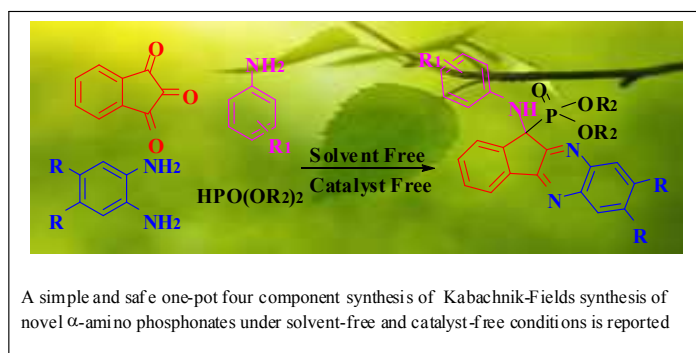 O
O
O
NH2
R1
R1
NH
O
P
OR2
OR2
R
R
NH2
NH2
HPO(OR2)2
Solvent Free
Catalyst Free
N
N
R
R
A simple and safe one-pot four component synthesis of Kabachnik-Fields synthesis of
novel α-amino phosphonates under solvent-free and catalyst-free conditions is reported